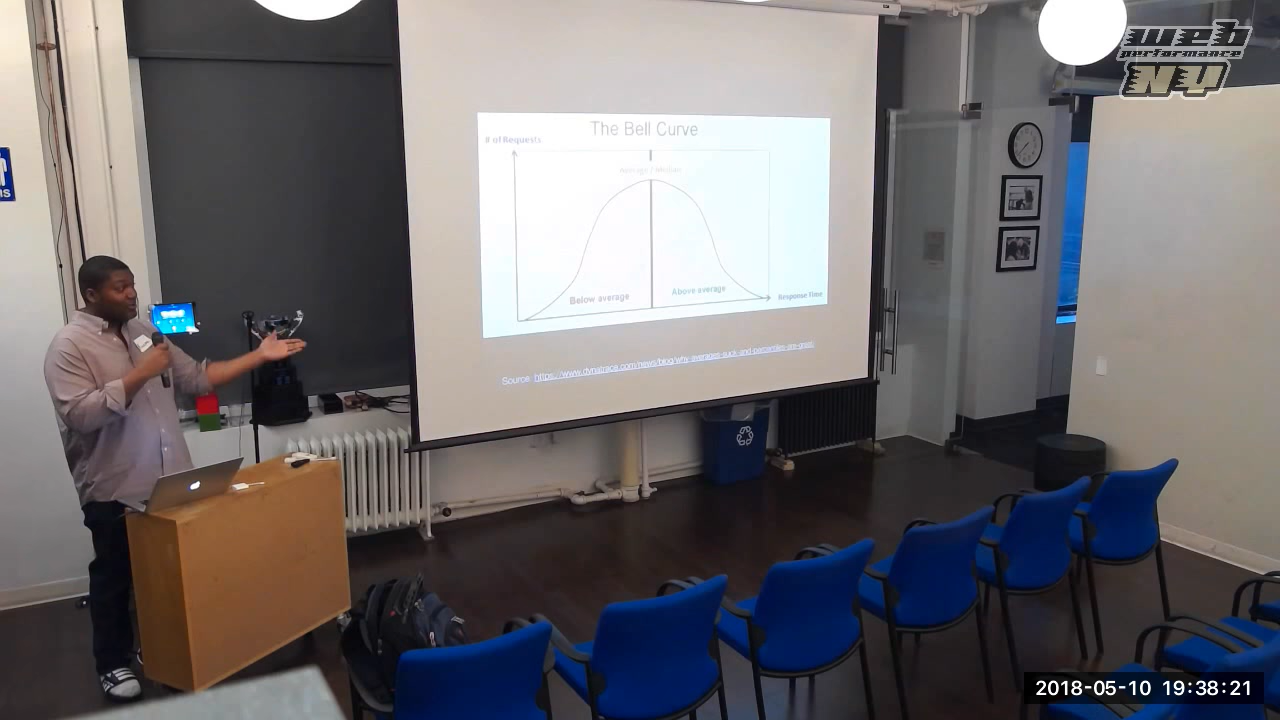 web
performance
NY
The Bell Curve
# of Requests
Average / Median
Below average
Above average
Response Time
Source: https://www.dynatrace.com/news/blog/why-averages-suck-and-percentiles-are-great/
2018-05-10 19:38:21